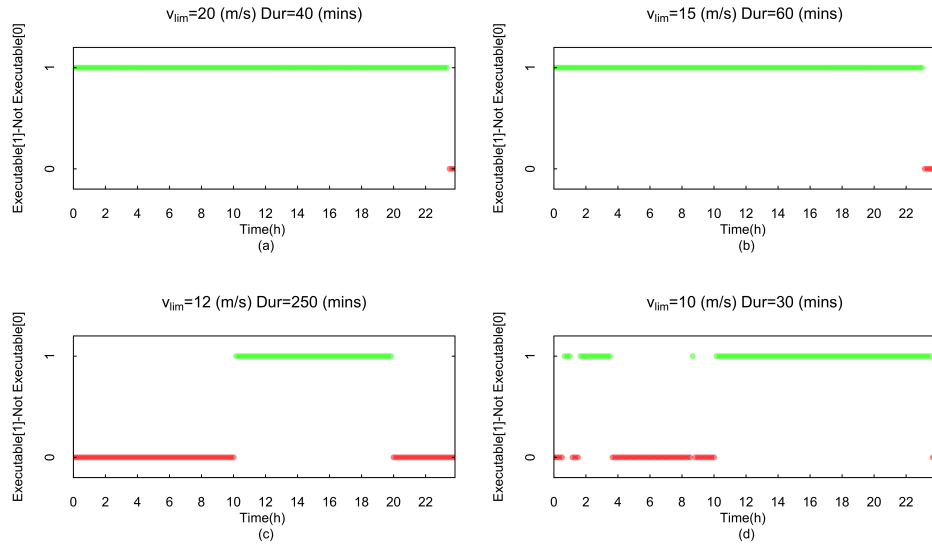 v_lim=20 (m/s) Dur=40 (mins)
Executable[1]-Not Executable[0]
1
0
0 2 4 6 8 10 12 14 16 18 20 22
Time(h)
(a)
v_lim=15 (m/s) Dur=60 (mins)
Executable[1]-Not Executable[0]
1
0
0 2 4 6 8 10 12 14 16 18 20 22
Time(h)
(b)
v_lim=12 (m/s) Dur=250 (mins)
Executable[1]-Not Executable[0]
1
0
0 2 4 6 8 10 12 14 16 18 20 22
Time(h)
(c)
v_lim=10 (m/s) Dur=30 (mins)
Executable[1]-Not Executable[0]
1
0
0 2 4 6 8 10 12 14 16 18 20 22
Time(h)
(d)